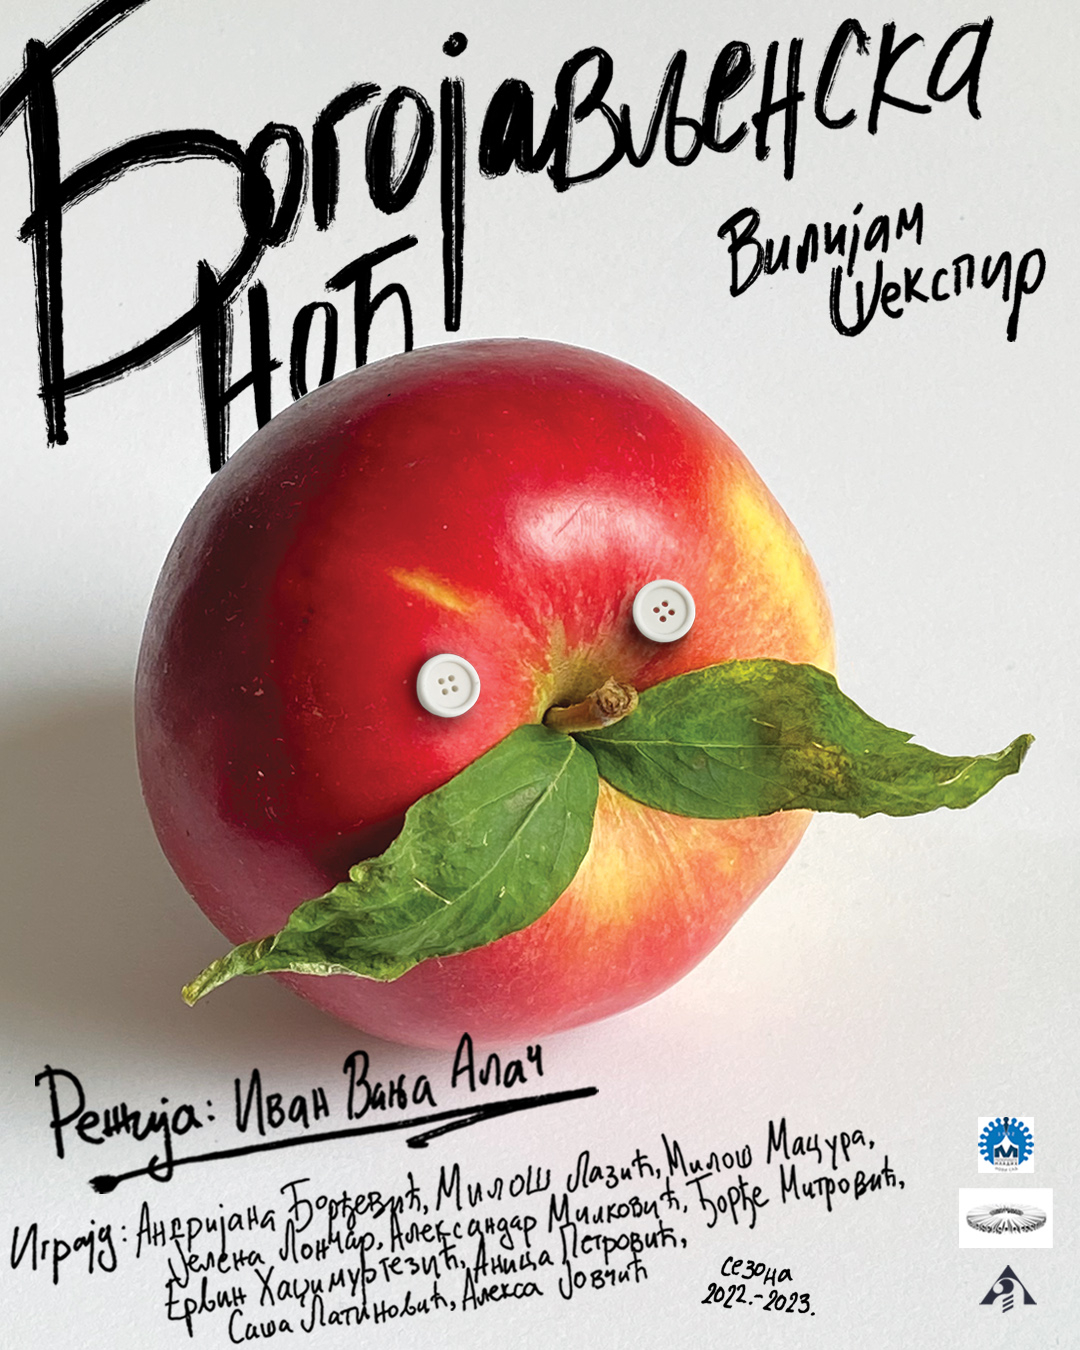 Богојављенска
ноћ
Вилијам
Шекспир
Режија: Иван Вања Алач
Играју: Андријана Ђорђевић, Милош Лазић, Милош Мацура,
Јелена Лончар, Александар Милковић, Ђорђе Митровић,
Ервин Хаџимуртезић, Аница Петровић,
Саша Латиновић, Алекса Јовчић
сезона
2022.-2023.